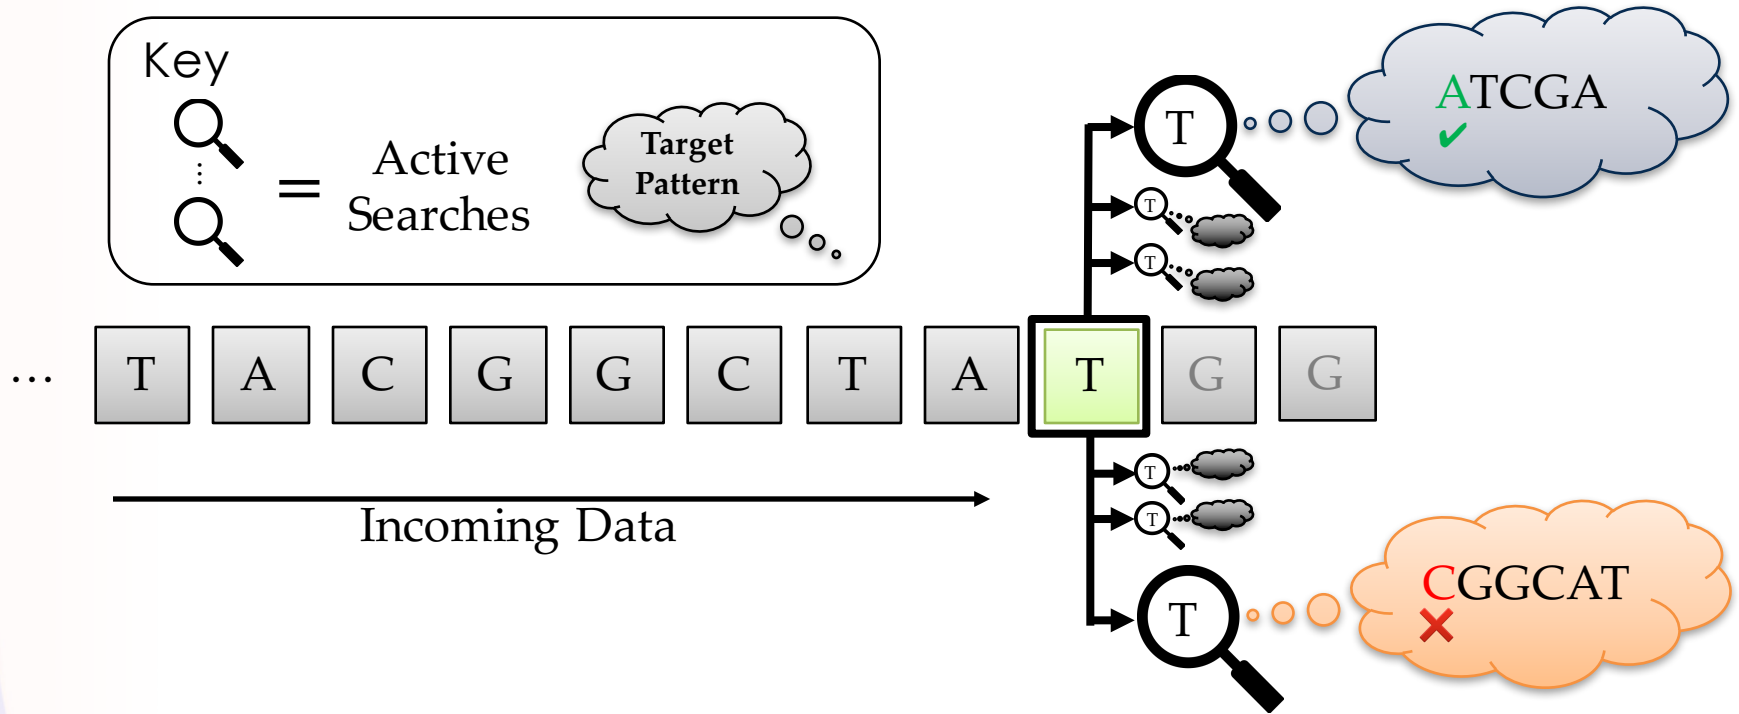 Key
⋮
= Active
Searches
Target
Pattern
T
ATCGA
✔
T
T
... T A C G G C T A T G G
T
T
Incoming Data
T
CGGCAT
✖